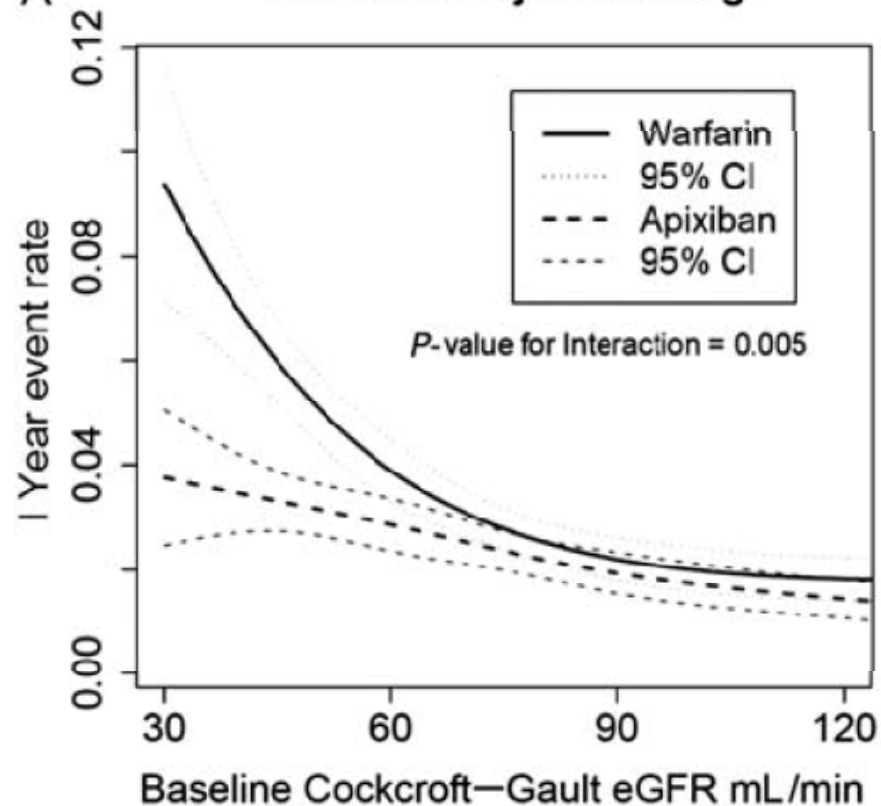 0.12
Warfarin
95% CI
Apixiban
95% CI
0.08
P-value for Interaction = 0.005
I Year event rate
0.04
0.00
30 60 90 120
Baseline Cockcroft—Gault eGFR mL/min